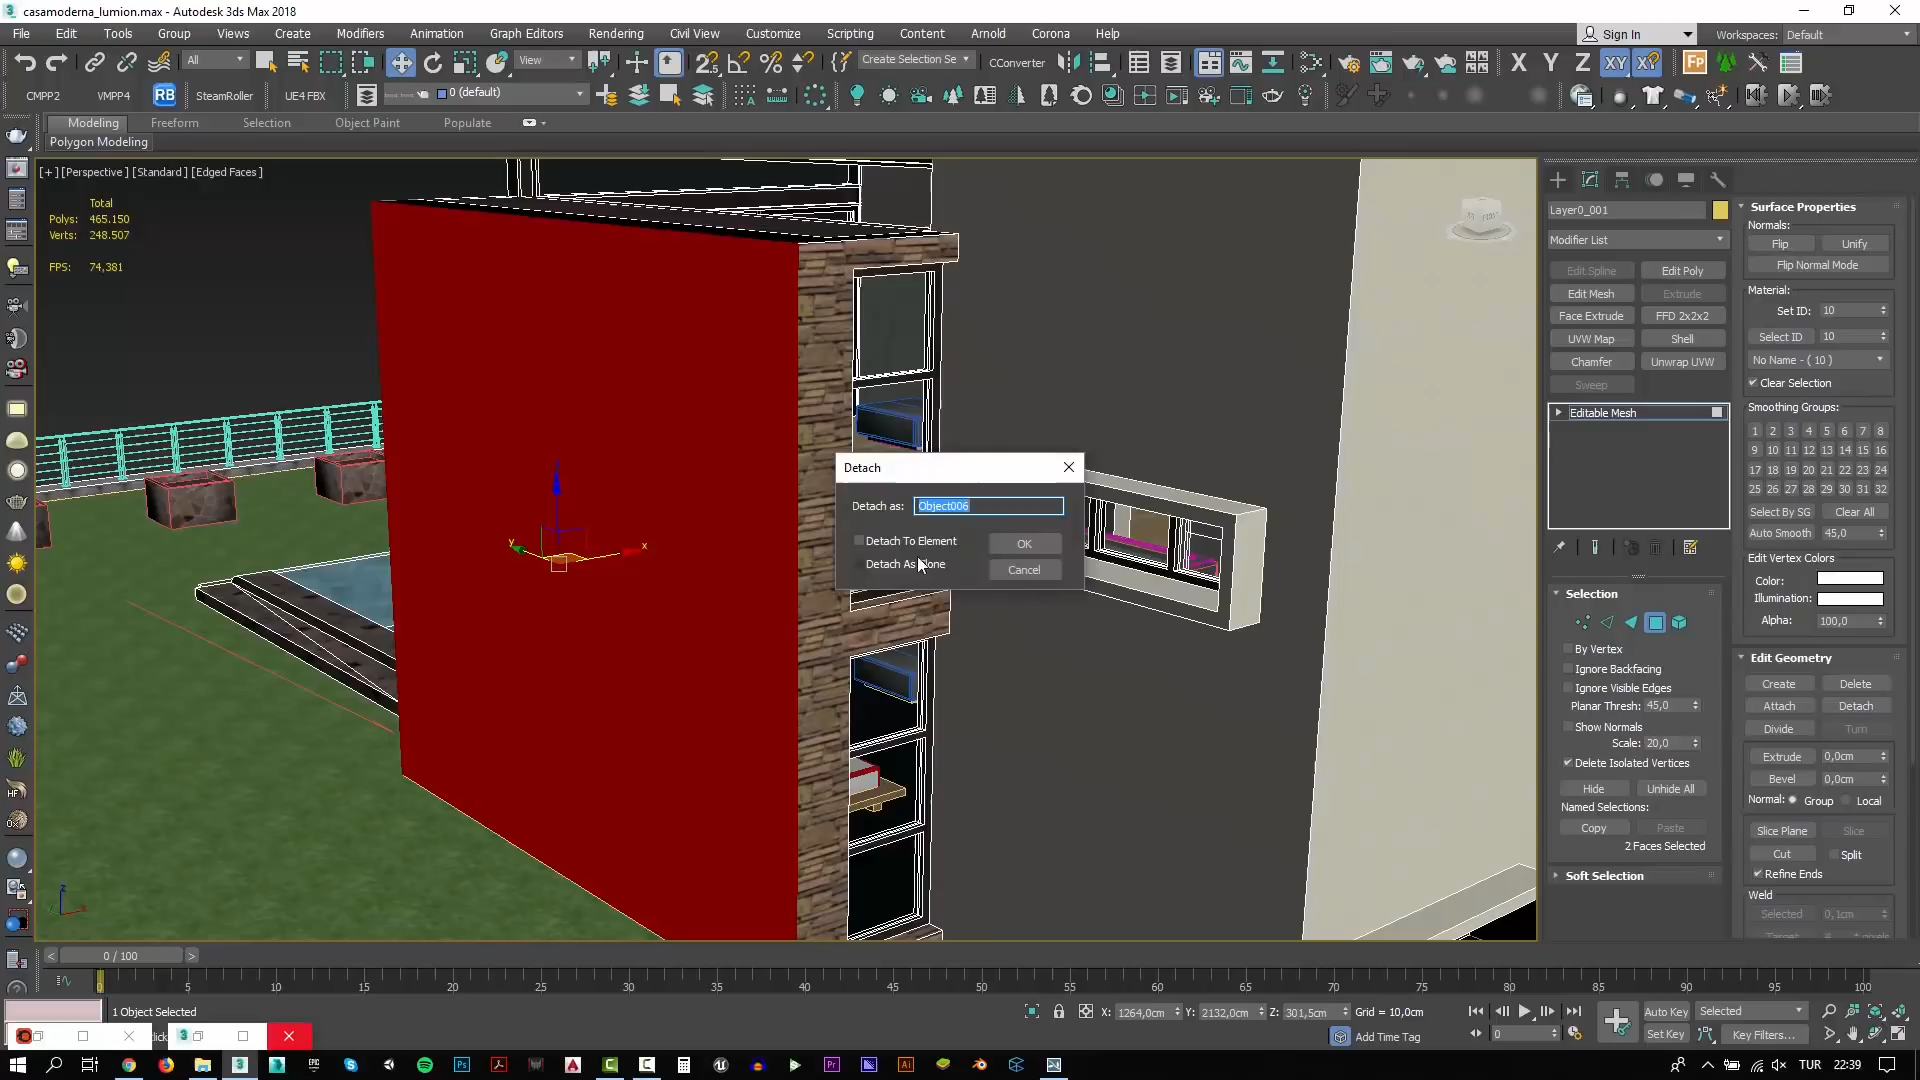 casamoderna_lumion.max - Autodesk 3ds Max 2018
File Edit Tools Group Views Create Modifiers Animation Graph Editors Rendering Civil View Customize Scripting Content Arnold Corona Help
Sign In Workspaces: Default
All View Create Selection Se CConverter X Y Z XY
CMPP2 VMPP4 RB SteamRoller UE4 FBX 0 (default)
Modeling Freeform Selection Object Paint Populate
Polygon Modeling
[+] [Perspective ] [Standard ] [Edged Faces ]
Total
Polys: 465.150
Verts: 248.507
FPS: 74,381
Detach
Detach as: Object006
Detach To Element OK
Cancel
Layer0_001
Modifier List
Edit Spline Edit Poly
Edit Mesh Extrude
Face Extrude FFD 2x2x2
UVW Map Shell
Chamfer Unwrap UVW
Sweep
Editable Mesh
Selection
By Vertex
Ignore Backfacing
Ignore Visible Edges
Planar Thresh: 45,0
Show Normals
Scale: 20,0
Delete Isolated Vertices
Hide Unhide All
Named Selections:
Copy Paste
2 Faces Selected
Soft Selection
Surface Properties
Normals:
Flip Unify
Flip Normal Mode
Material:
Set ID: 10
Select ID 10
No Name - ( 10 )
Clear Selection
Smoothing Groups:
1 2 3 4 5 6 7 8
9 10 11 12 13 14 15 16
17 18 19 20 21 22 23 24
25 26 27 28 29 30 31 32
Select By SG Clear All
Auto Smooth 45,0
Edit Vertex Colors
Color:
Illumination:
Alpha: 100,0
Edit Geometry
Create Delete
Attach Detach
Divide Turn
Extrude 0,0cm
Bevel 0,0cm
Normal: Group Local
Slice Plane Slice
Cut Split
Refine Ends
Weld
Selected 0,1cm
0 / 100
0 5 10 15 20 25 30 35 40 45 50 55 60 65 70 75 80 85 90 95 100
1 Object Selected
X: 1264,0cm Y: 2132,0cm Z: 301,5cm Grid = 10,0cm
Add Time Tag
Auto Key Selected
0 Set Key Key Filters...
TUR 22:39